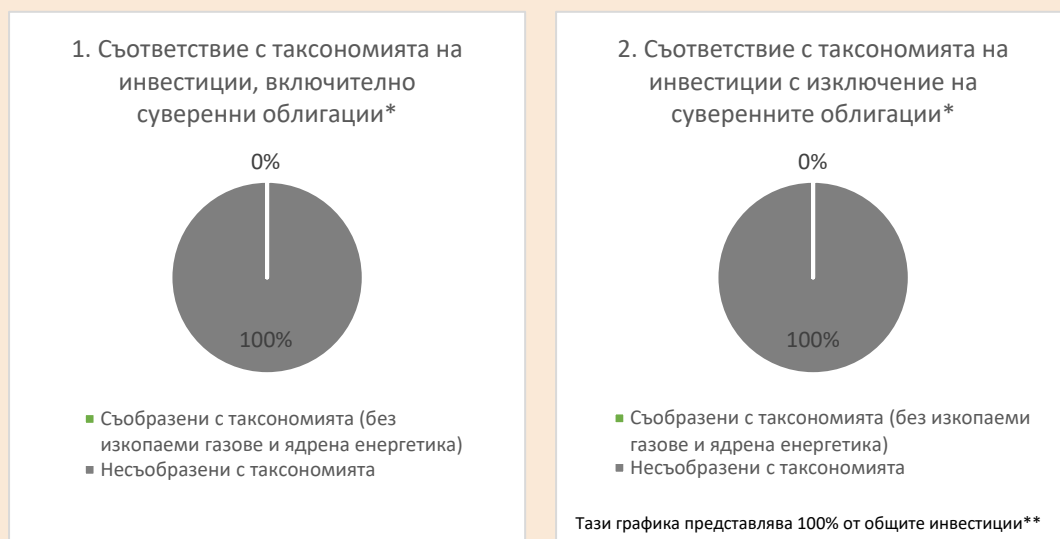 1. Съответствие с таксономията на
инвестиции, включително
суверенни облигации*
0%
100%
Съобразени с таксономията (без
изкопаеми газове и ядрена енергетика)
Несъобразени с таксономията
2. Съответствие с таксономията на
инвестиции с изключение на
суверенните облигации*
0%
100%
Съобразени с таксономията (без изкопаеми
газове и ядрена енергетика)
Несъобразени с таксономията
Тази графика представлява 100% от общите инвестиции**